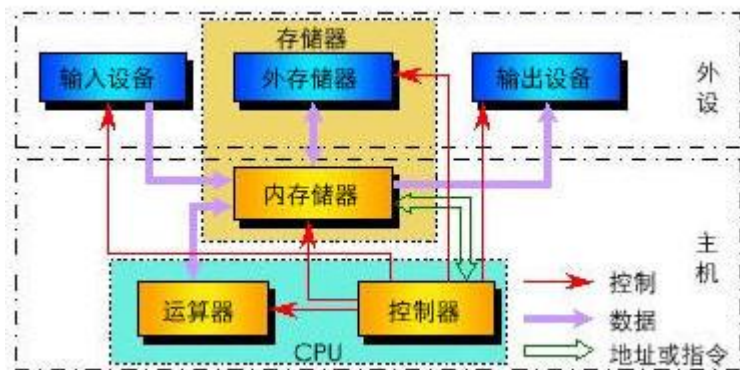 存储器
输入设备
外存储器
输出设备
外设
内存储器
主机
运算器
控制器
CPU
控制
数据
地址或指令